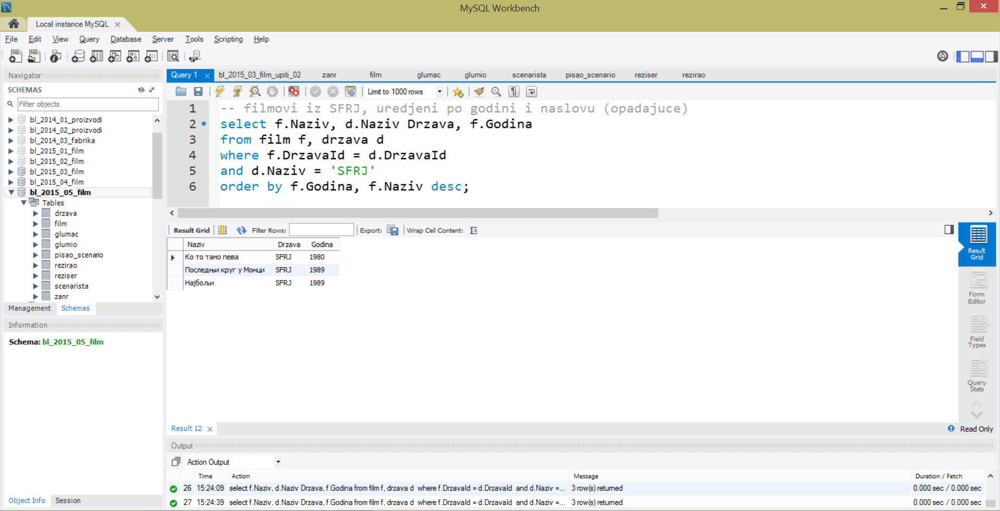 MySQL Workbench
Local instance MySQL
File Edit View Query Database Server Tools Scripting Help
Navigator
SCHEMAS
Filter objects
bl_2014_01_proizvodi
bl_2014_02_proizvodi
bl_2014_03_fabrika
bl_2015_01_film
bl_2015_02_film
bl_2015_03_film
bl_2015_04_film
bl_2015_05_film
Tables
drzava
film
glumac
glumio
pisao_scenario
rezirao
reziser
scenarista
zanr
Management Schemas
Information
Schema: bl_2015_05_film
Object Info Session
Query 1 bl_2015_03_film_upiti_02 zanr film glumac glumio scenarista pisao_scenario reziser rezirao
Limit to 1000 rows
1 -- filmovi iz SFRJ, uredjeni po godini i naslovu (opadajuce)
2 select f.Naziv, d.Naziv Drzava, f.Godina
3 from film f, drzava d
4 where f.DrzavaId = d.DrzavaId
5 and d.Naziv = 'SFRJ'
6 order by f.Godina, f.Naziv desc;
Result Grid Filter Rows: Export: Wrap Cell Content:
Naziv Drzava Godina
Ко то тамо пева SFRJ 1980
Последњи круг у Монци SFRJ 1989
Најбољи SFRJ 1989
Result
Grid
Form
Editor
Field
Types
Query
Stats
Result 12 Read Only
Output
Action Output
Time Action Message Duration / Fetch
26 15:24:09 select f.Naziv, d.Naziv Drzava, f.Godina from film f, drzava d where f.DrzavaId = d.DrzavaId and d.Naziv =... 3 row(s) returned 0.000 sec / 0.000 sec
27 15:24:39 select f.Naziv, d.Naziv Drzava, f.Godina from film f, drzava d where f.DrzavaId = d.DrzavaId and d.Naziv =... 3 row(s) returned 0.000 sec / 0.000 sec